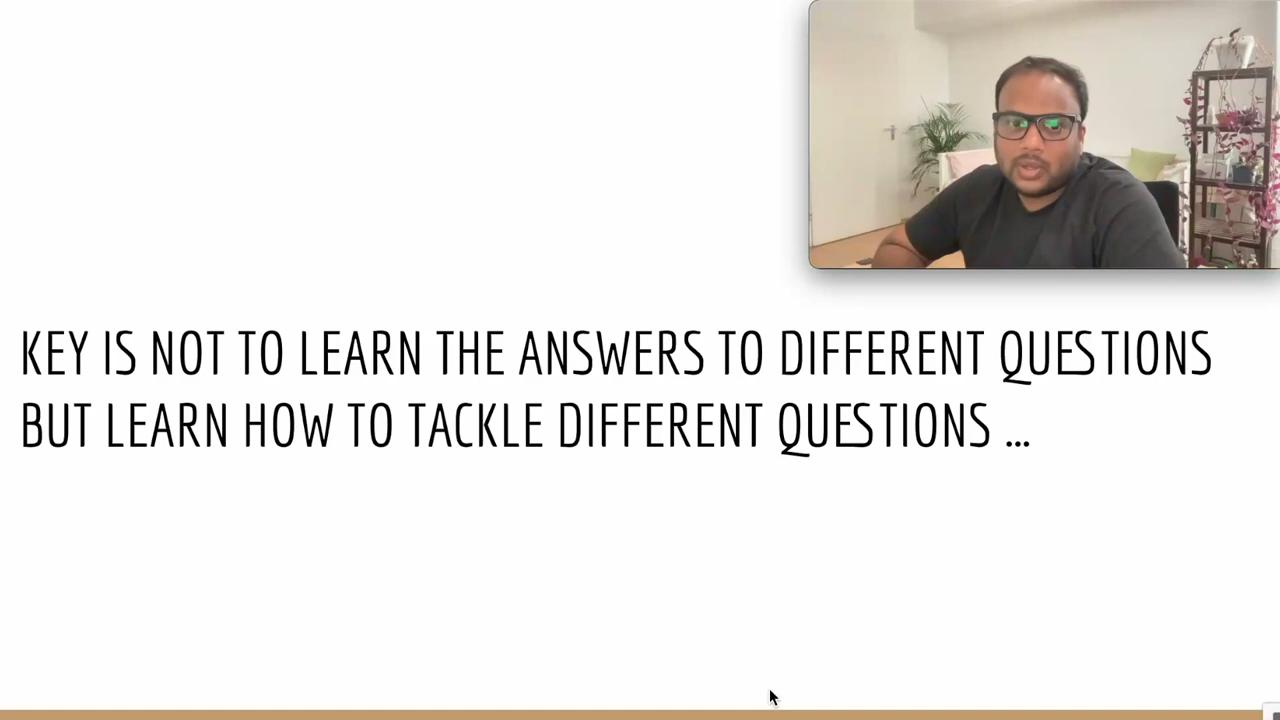 KEY IS NOT TO LEARN THE ANSWERS TO DIFFERENT QUESTIONS
BUT LEARN HOW TO TACKLE DIFFERENT QUESTIONS ...